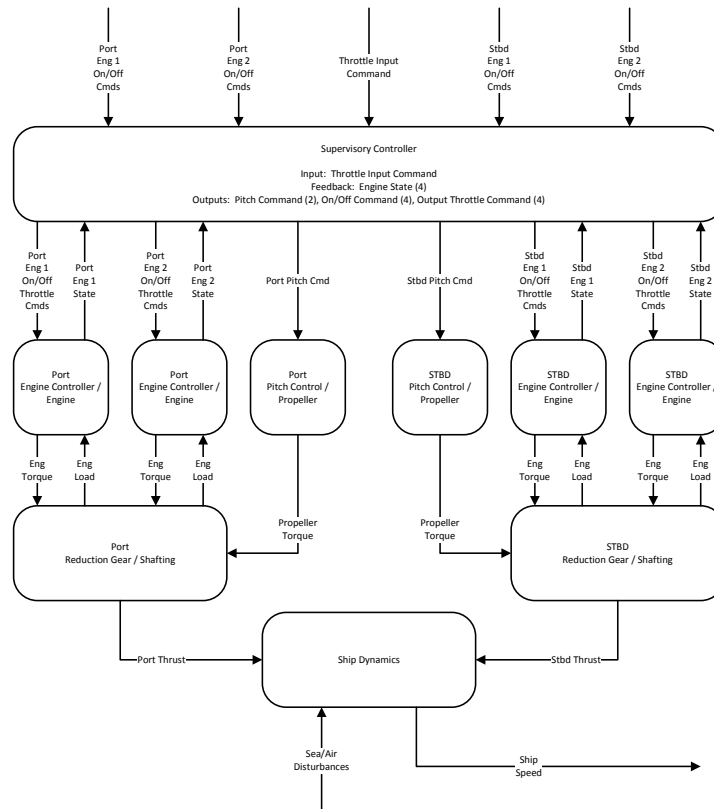 Port
Eng 1
On/Off
Cmds
Port
Eng 2
On/Off
Cmds
Throttle Input
Command
Stbd
Eng 1
On/Off
Cmds
Stbd
Eng 2
On/Off
Cmds
Supervisory Controller
Input: Throttle Input Command
Feedback: Engine State (4)
Outputs: Pitch Command (2), On/Off Command (4), Output Throttle Command (4)
Port
Eng 1
On/Off
Throttle
Cmds
Port
Eng 1
State
Port
Eng 2
On/Off
Throttle
Cmds
Port
Eng 2
State
Port Pitch Cmd
Stbd Pitch Cmd
Stbd
Eng 1
On/Off
Throttle
Cmds
Stbd
Eng 1
State
Stbd
Eng 2
On/Off
Throttle
Cmds
Stbd
Eng 2
State
Port
Engine Controller /
Engine
Port
Engine Controller /
Engine
Port
Pitch Control /
Propeller
STBD
Pitch Control /
Propeller
STBD
Engine Controller /
Engine
STBD
Engine Controller /
Engine
Eng
Torque
Eng
Load
Eng
Torque
Eng
Load
Eng
Torque
Eng
Load
Eng
Torque
Eng
Load
Propeller
Torque
Propeller
Torque
Port
Reduction Gear / Shafting
STBD
Reduction Gear / Shafting
Port Thrust
Ship Dynamics
Stbd Thrust
Sea/Air
Disturbances
Ship
Speed